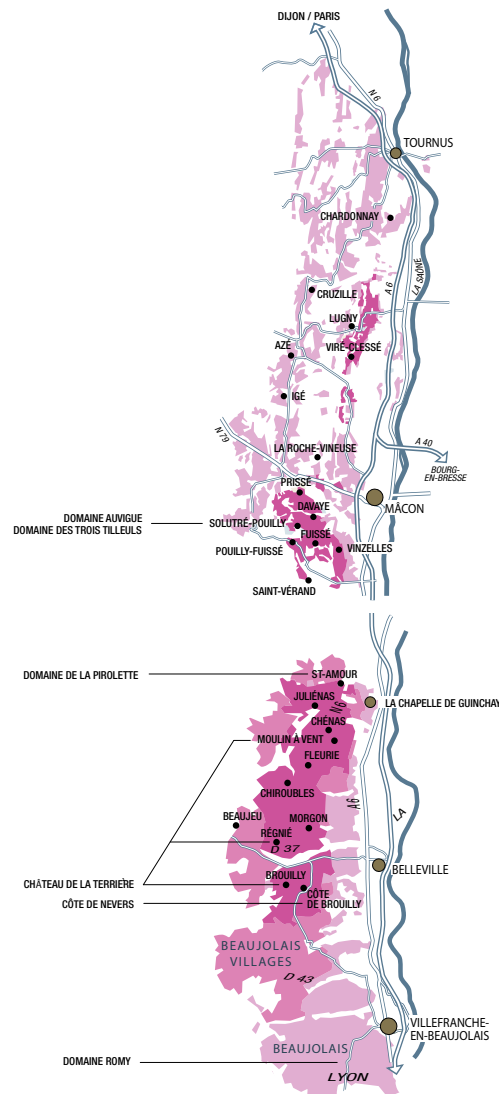 DIJON / PARIS
N6
TOURNUS
CHARDONNAY
A 6
LA SAÔNE
CRUZILLE
LUGNY
AZÉ
VIRÉ-CLESSÉ
IGÉ
N79
A 40
LA ROCHE-VINEUSE
BOURG-
EN-BRESSE
PRISSÉ
MÂCON
DAVAYE
DOMAINE AUVIGUE
DOMAINE DES TROIS TILLEULS
SOLUTRÉ-POUILLY
FUISSÉ
POUILLY-FUISSÉ
VINZELLES
SAINT-VÉRAND
DOMAINE DE LA PIROLETTE
ST-AMOUR
JULIÉNAS
N6
LA CHAPELLE DE GUINCHAY
CHÉNAS
MOULIN À VENT
FLEURIE
CHIROUBLES
A6
LA
BEAUJEU
MORGON
RÉGNIÉ
D 37
BELLEVILLE
CHÂTEAU DE LA TERRIÈRE
BROUILLY
CÔTE DE NEVERS
CÔTE
DE BROUILLY
BEAUJOLAIS
VILLAGES
D 43
VILLEFRANCHE-
EN-BEAUJOLAIS
BEAUJOLAIS
DOMAINE ROMY
LYON